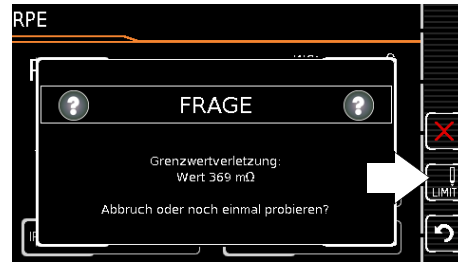 RPE
FRAGE
Grenzwertverletzung:
Wert 369 mΩ
Abbruch oder noch einmal probieren?
LIMIT